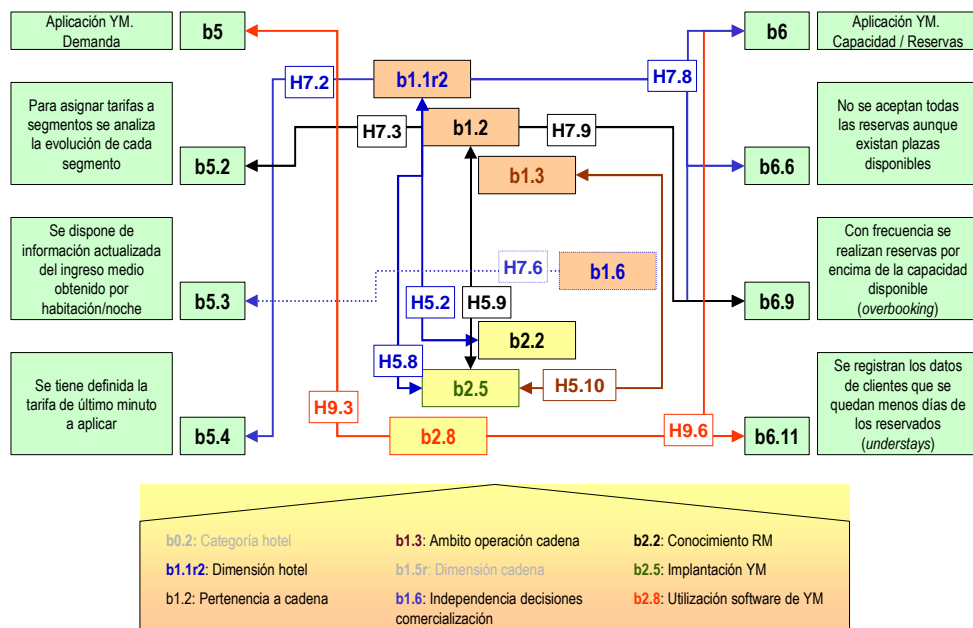 Aplicación YM.
Demanda
b5
b6
Aplicación YM.
Capacidad / Reservas
H7.2
b1.1r2
H7.8
Para asignar tarifas a
segmentos se analiza
la evolución de cada
segmento
b5.2
H7.3
b1.2
H7.9
b1.3
b6.6
No se aceptan todas
las reservas aunque
existan plazas
disponibles
Se dispone de
información actualizada
del ingreso medio
obtenido por
habitación/noche
b5.3
H7.6
b1.6
H5.2
H5.9
b2.2
b6.9
Con frecuencia se
realizan reservas por
encima de la capacidad
disponible
(overbooking)
Se tiene definida la
tarifa de último minuto
a aplicar
b5.4
H5.8
b2.5
H5.10
H9.3
b2.8
H9.6
b6.11
Se registran los datos
de clientes que se
quedan menos días de
los reservados
(understays)
b0.2: Categoría hotel
b1.1r2: Dimensión hotel
b1.2: Pertenencia a cadena
b1.3: Ambito operación cadena
b1.5r: Dimensión cadena
b1.6: Independencia decisiones
comercialización
b2.2: Conocimiento RM
b2.5: Implantación YM
b2.8: Utilización software de YM